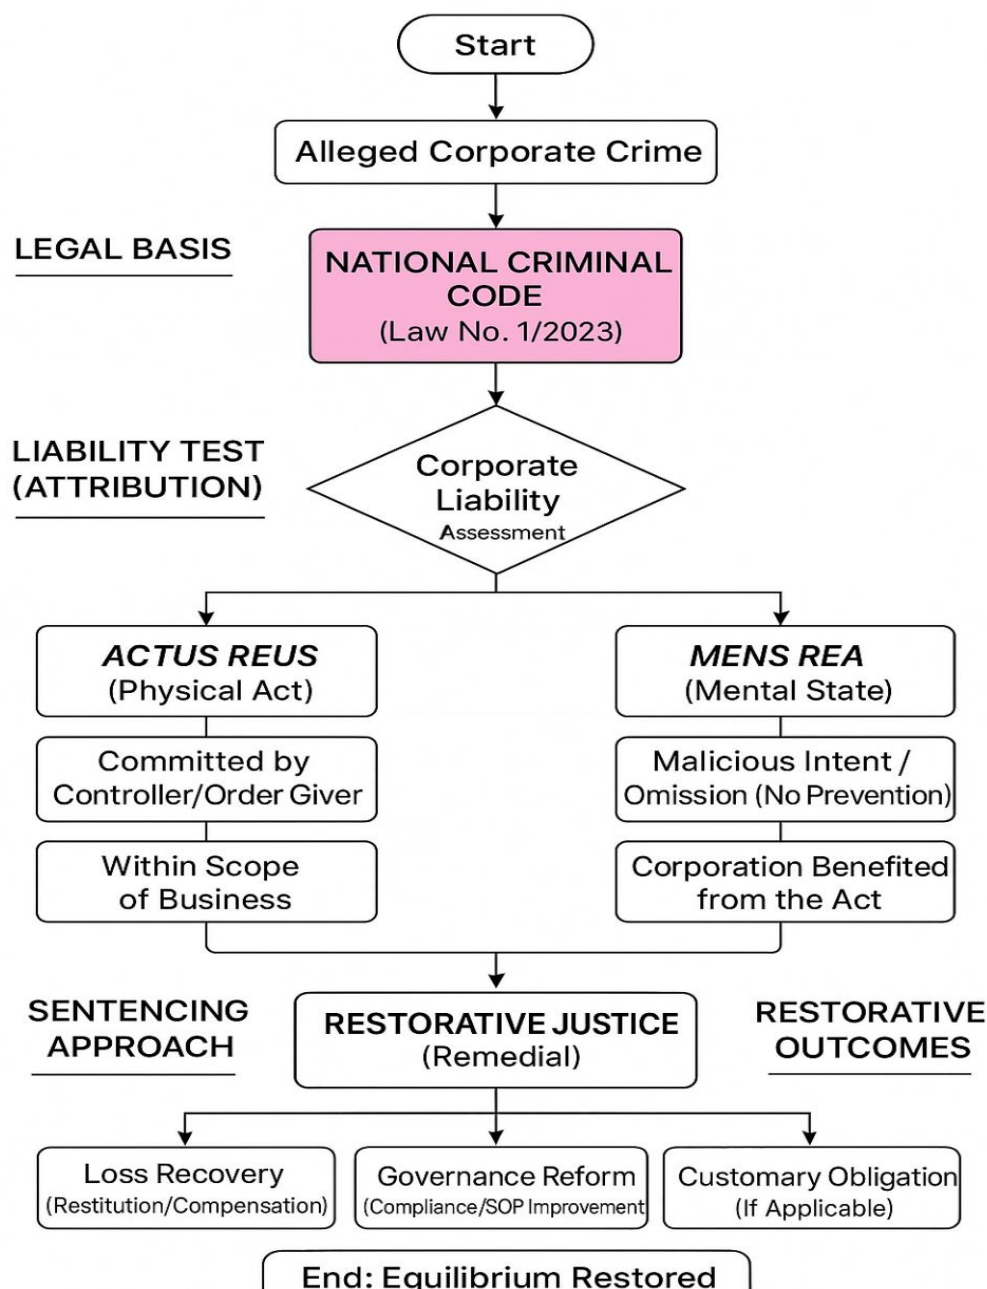 Start
Alleged Corporate Crime
LEGAL BASIS
NATIONAL CRIMINAL
CODE
(Law No. 1/2023)
LIABILITY TEST
(ATTRIBUTION)
Corporate
Liability
Assessment
ACTUS REUS
(Physical Act)
MENS REA
(Mental State)
Committed by
Controller/Order Giver
Malicious Intent /
Omission (No Prevention)
Within Scope
of Business
Corporation Benefited
from the Act
SENTENCING
APPROACH
RESTORATIVE JUSTICE
(Remedial)
RESTORATIVE
OUTCOMES
Loss Recovery
(Restitution/Compensation)
Governance Reform
(Compliance/SOP Improvement
Customary Obligation
(If Applicable)
End: Equilibrium Restored